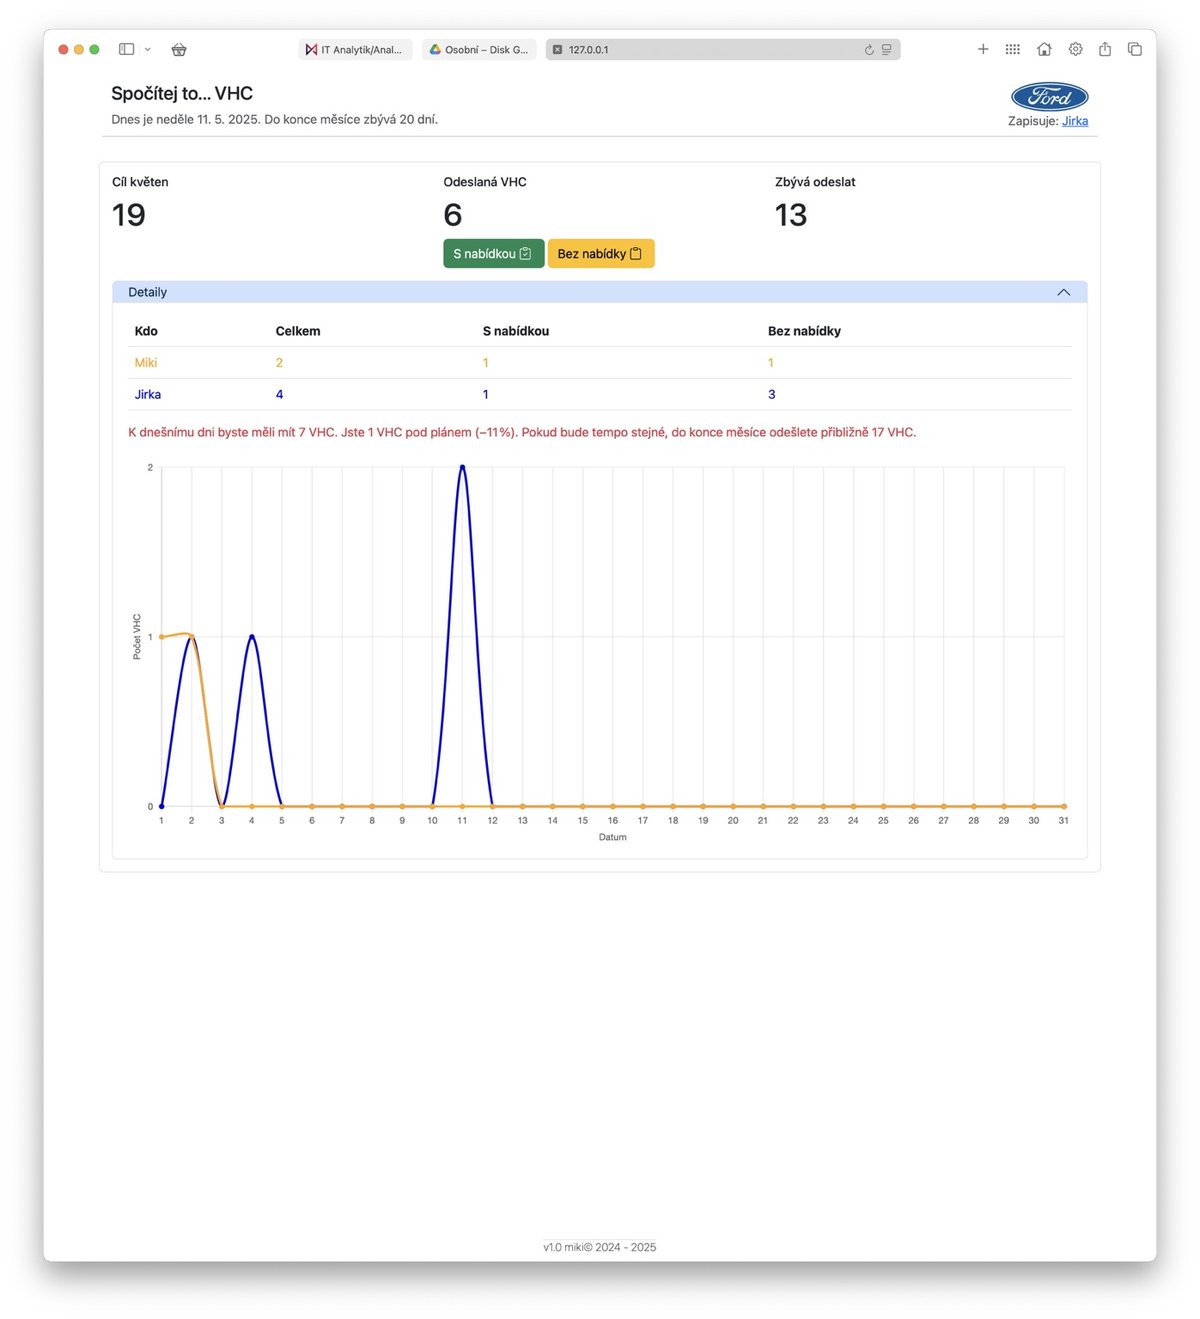 IT Analytik/Anal...
Osobní – Disk G...
127.0.0.1
Spočítej to... VHC
Ford
Dnes je neděle 11. 5. 2025. Do konce měsíce zbývá 20 dní.
Zapisuje: Jirka
Cíl květen
Odeslaná VHC
Zbývá odeslat
19
6
13
S nabídkou
Bez nabídky
Detaily
Kdo Celkem S nabídkou Bez nabídky
Miki 2 1 1
Jirka 4 1 3
K dnešnímu dni byste měli mít 7 VHC. Jste 1 VHC pod plánem (−11 %). Pokud bude tempo stejné, do konce měsíce odešlete přibližně 17 VHC.
2
1
0
Počet VHC
1 2 3 4 5 6 7 8 9 10 11 12 13 14 15 16 17 18 19 20 21 22 23 24 25 26 27 28 29 30 31
Datum
v1.0 miki© 2024 - 2025